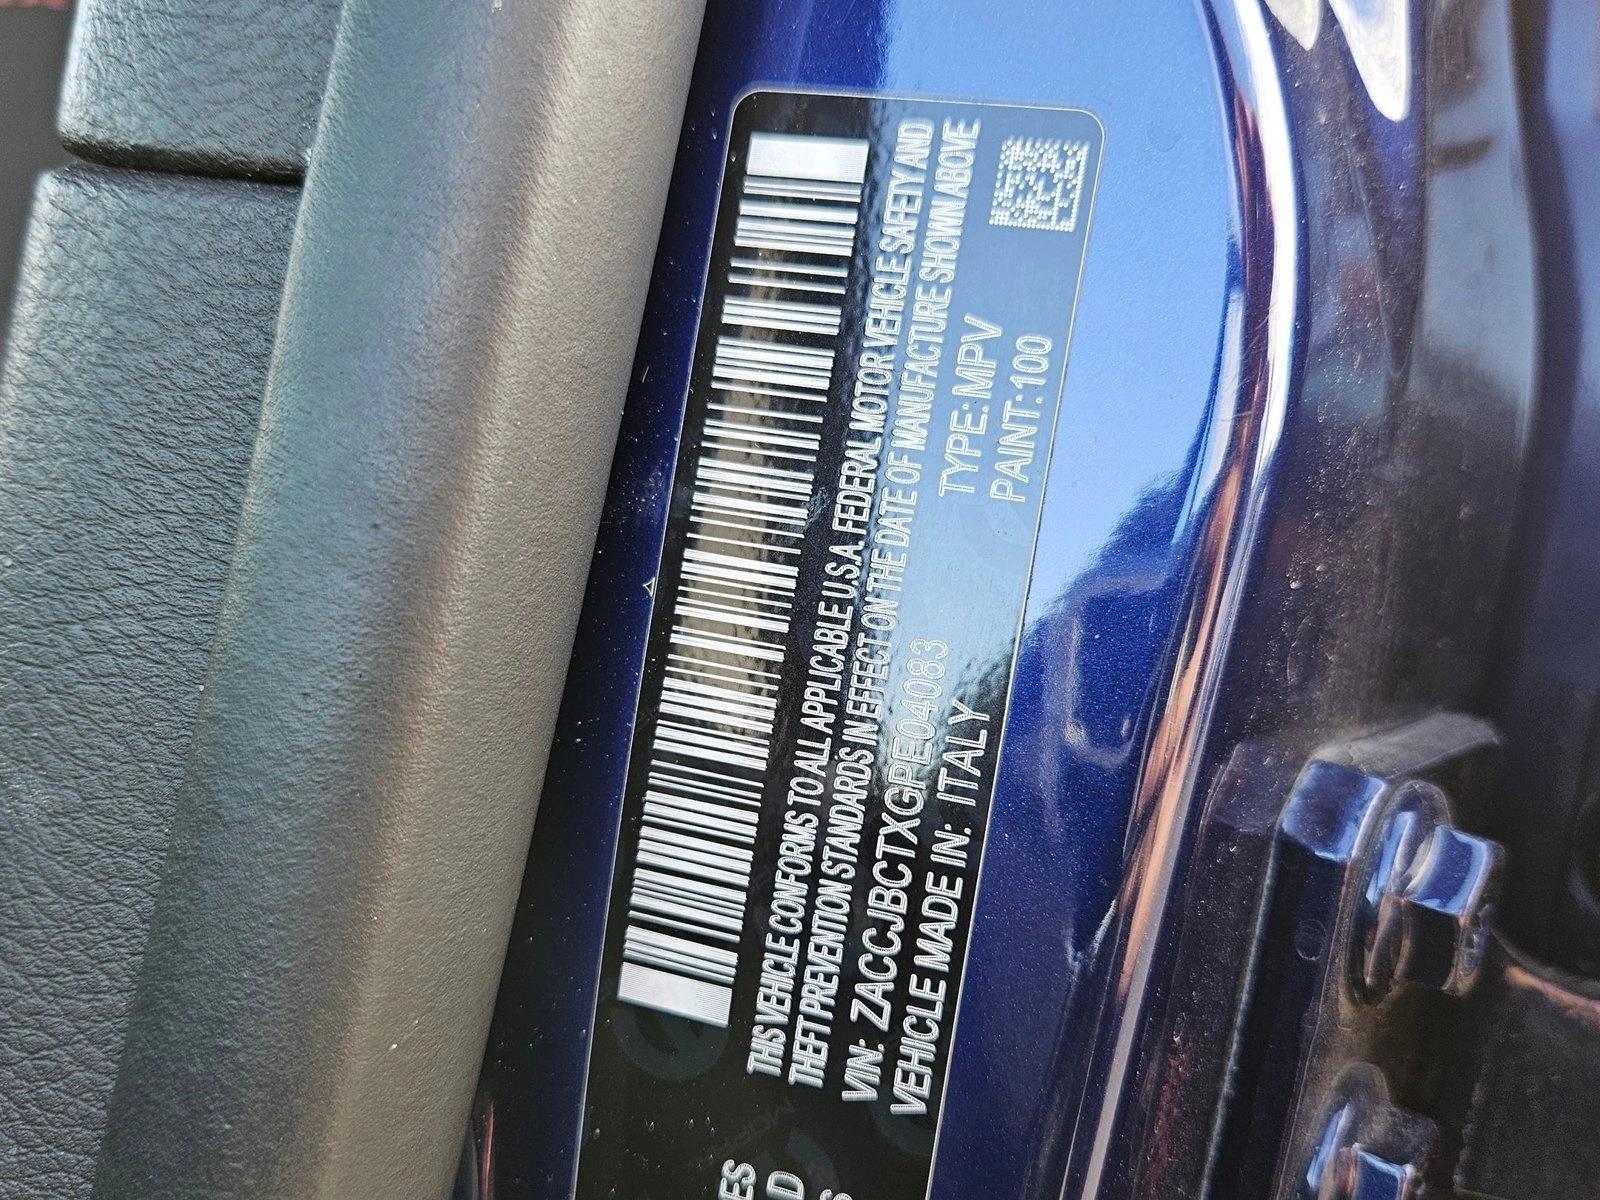 THIS VEHICLE CONFORMS TO ALL APPLICABLE U.S.A. FEDERAL MOTOR VEHICLE SAFETY AND
THEFT PREVENTION STANDARDS IN EFFECT ON THE DATE OF MANUFACTURE SHOWN ABOVE
VIN: ZACCJBCTXGPE04083 TYPE: MPV
VEHICLE MADE IN: ITALY PAINT: 100
ES
D
S